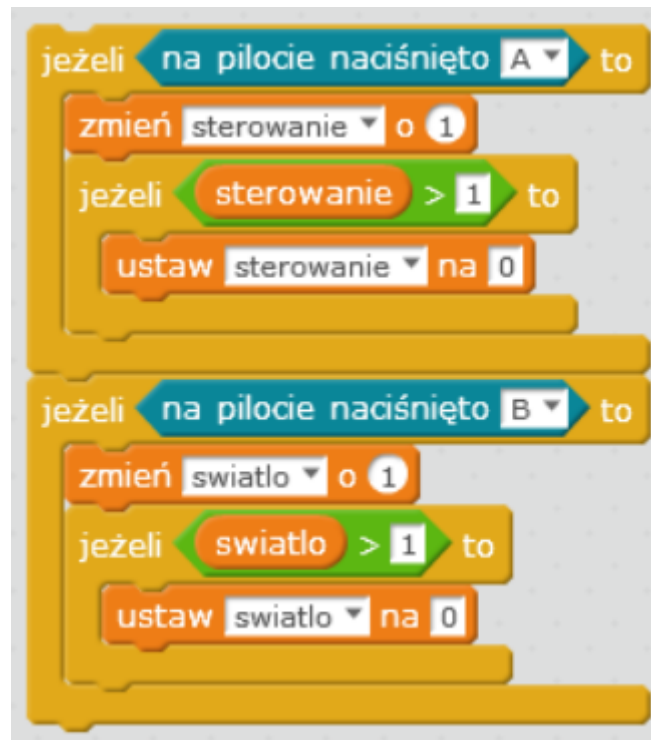 jeżeli na pilocie naciśnięto A to
zmień sterowanie o 1
jeżeli sterowanie > 1 to
ustaw sterowanie na 0
jeżeli na pilocie naciśnięto B to
zmień swiatlo o 1
jeżeli swiatlo > 1 to
ustaw swiatlo na 0